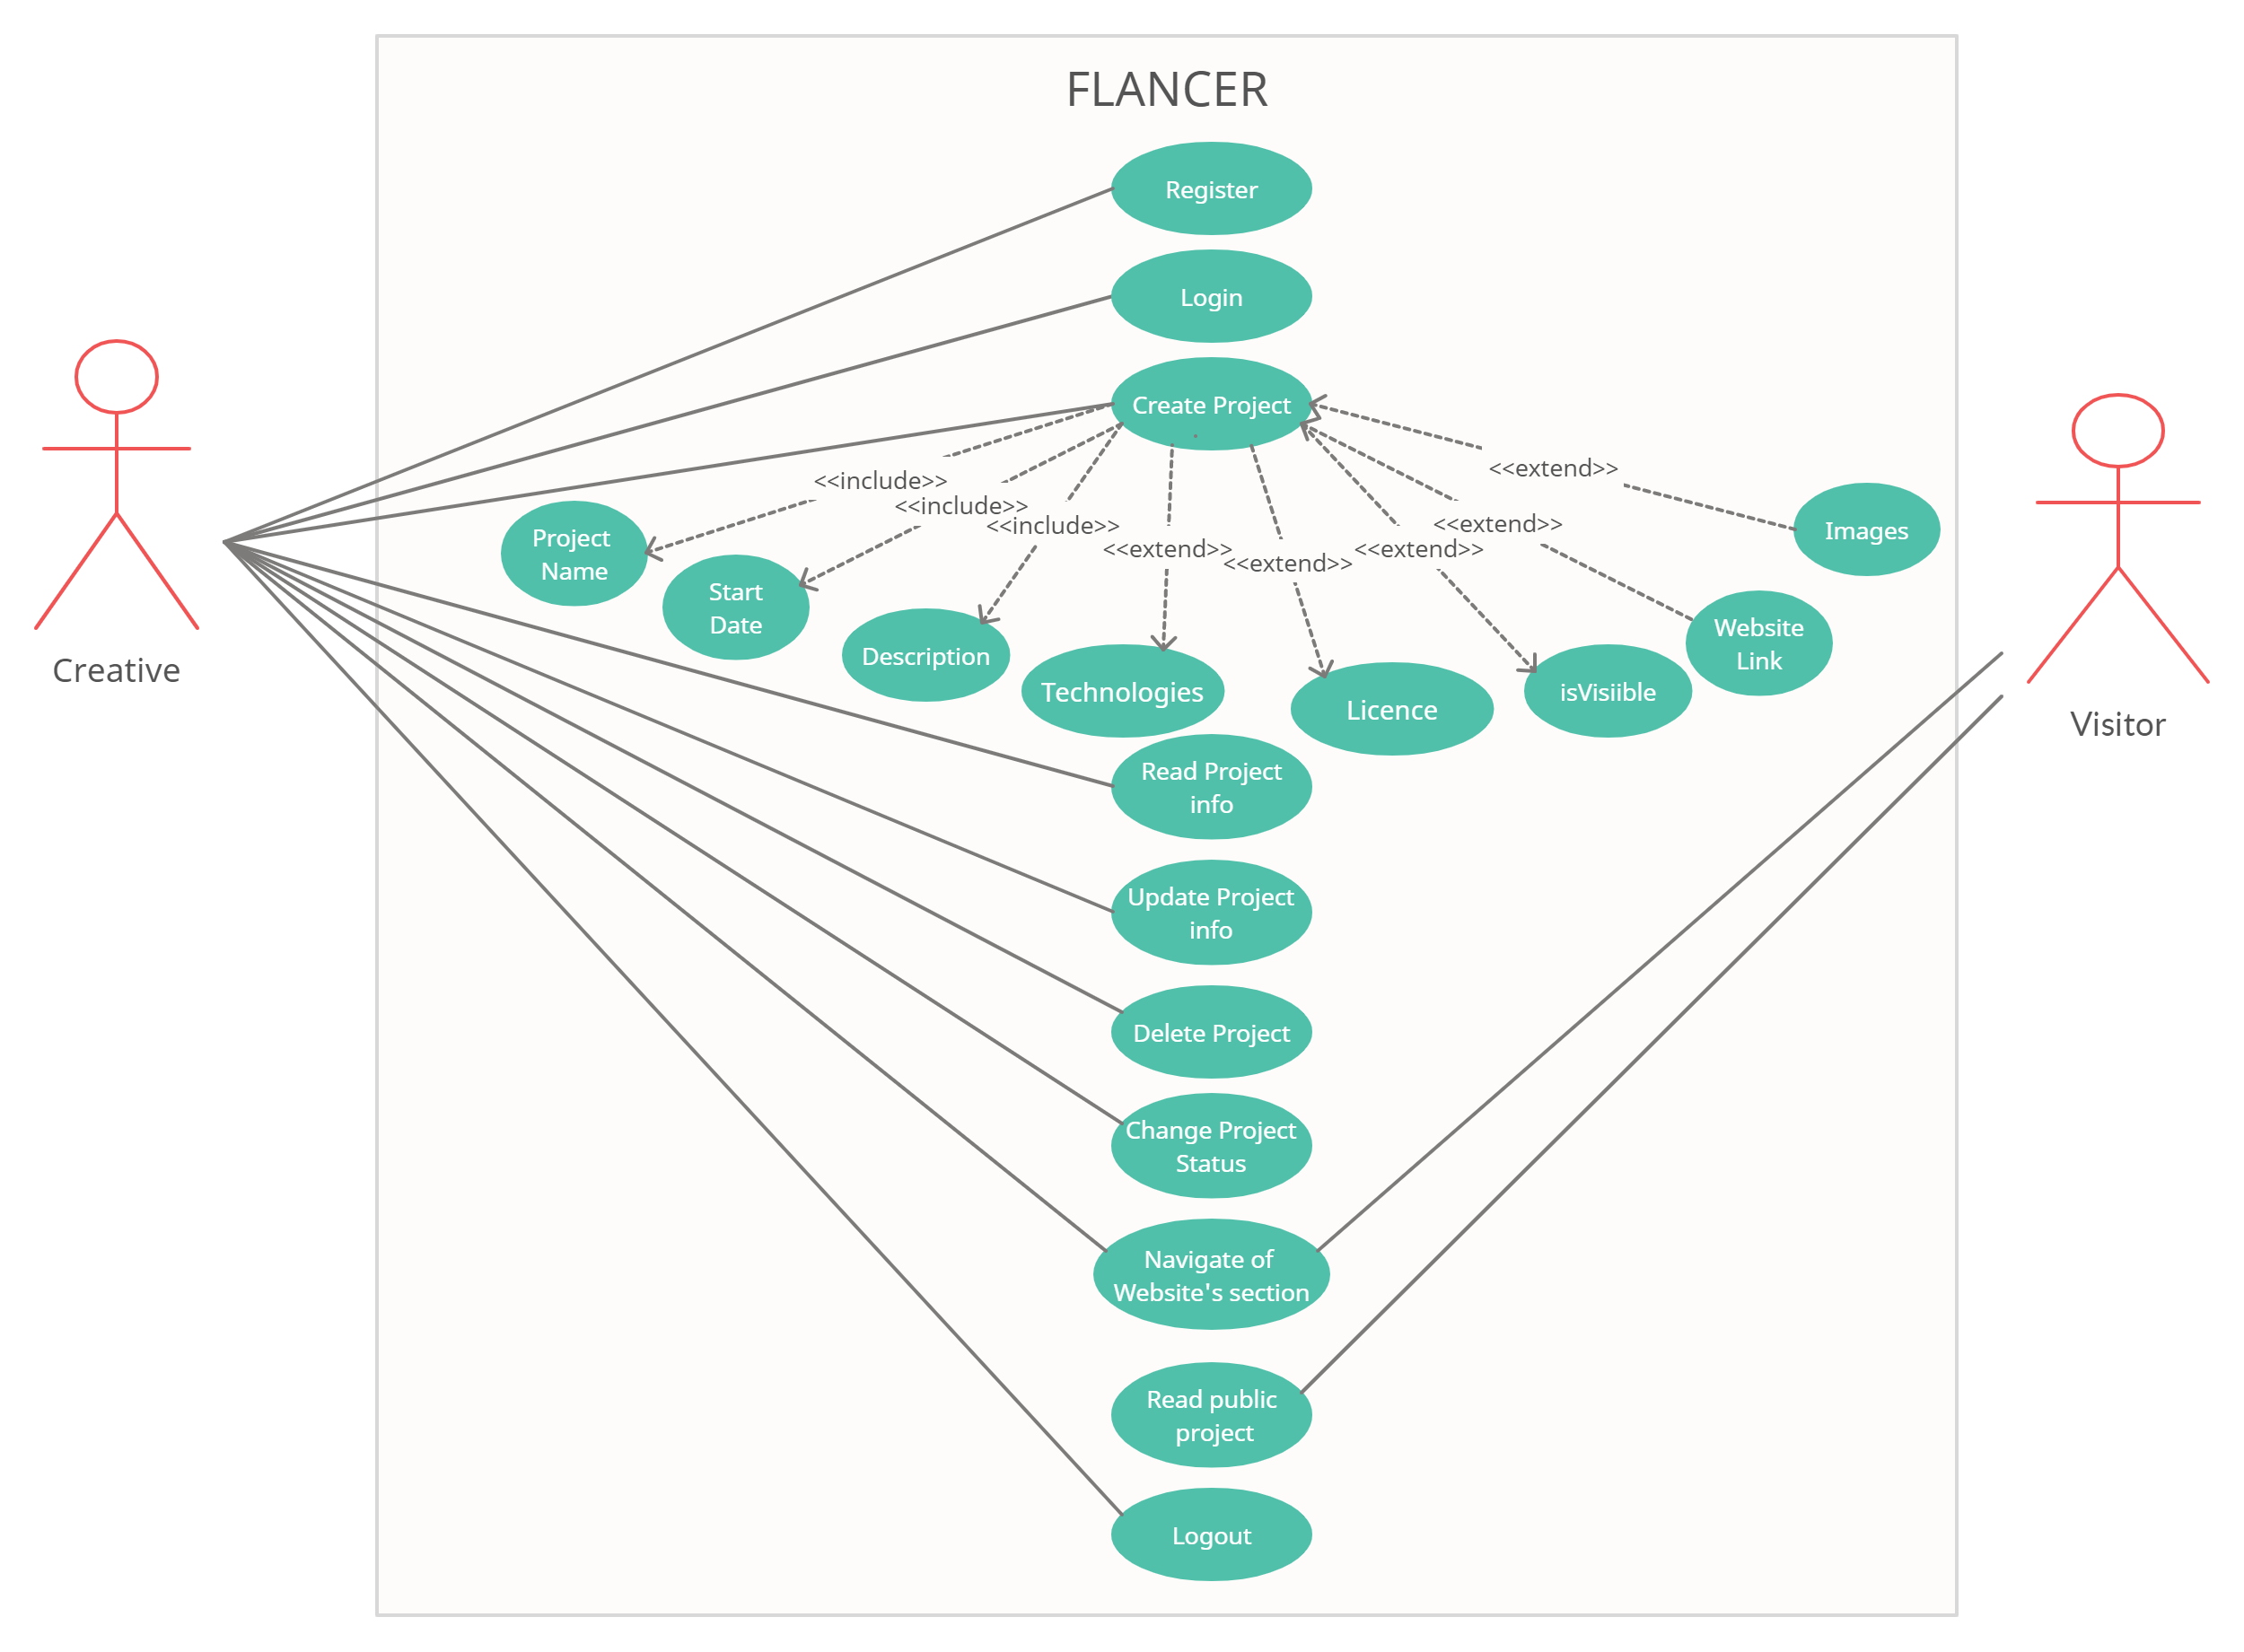 FLANCER
Register
Login
Create Project
<<include>>
<<include>>
<<include>>
<<extend>>
<<extend>>
<<extend>>
<<extend>>
<<extend>>
Project
Name
Start
Date
Description
Technologies
Licence
isVisiible
Website
Link
Images
Creative
Visitor
Read Project
info
Update Project
info
Delete Project
Change Project
Status
Navigate of
Website's section
Read public
project
Logout